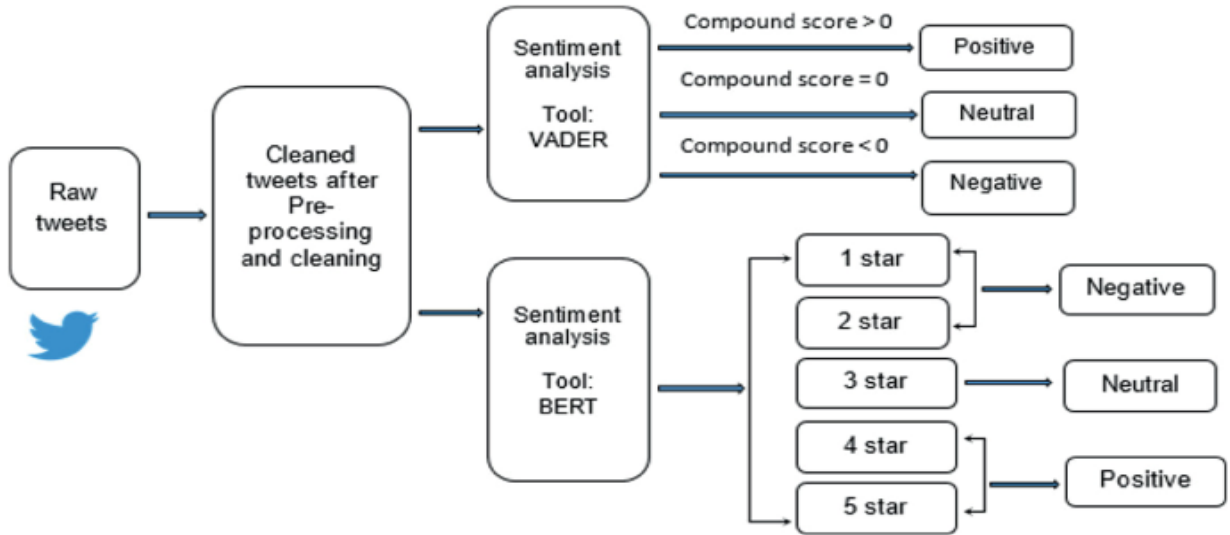 Raw
tweets
Cleaned
tweets after
Pre-
processing
and cleaning
Sentiment
analysis
Tool:
VADER
Compound score > 0
Positive
Compound score = 0
Neutral
Compound score < 0
Negative
Sentiment
analysis
Tool:
BERT
1 star
2 star
3 star
4 star
5 star
Negative
Neutral
Positive